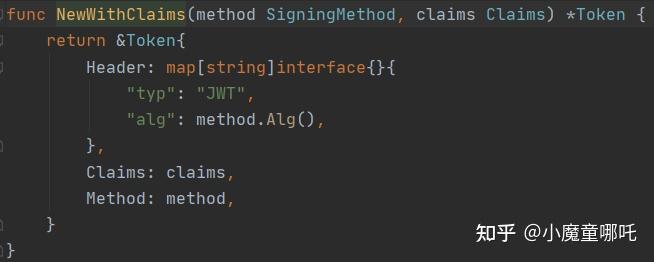 func NewWithClaims(method SigningMethod, claims Claims) *Token {
    return &Token{
        Header: map[string]interface{}{
            "typ": "JWT",
            "alg": method.Alg(),
        },
        Claims: claims,
        Method: method,
    }
}
知乎 @小魔童哪吒